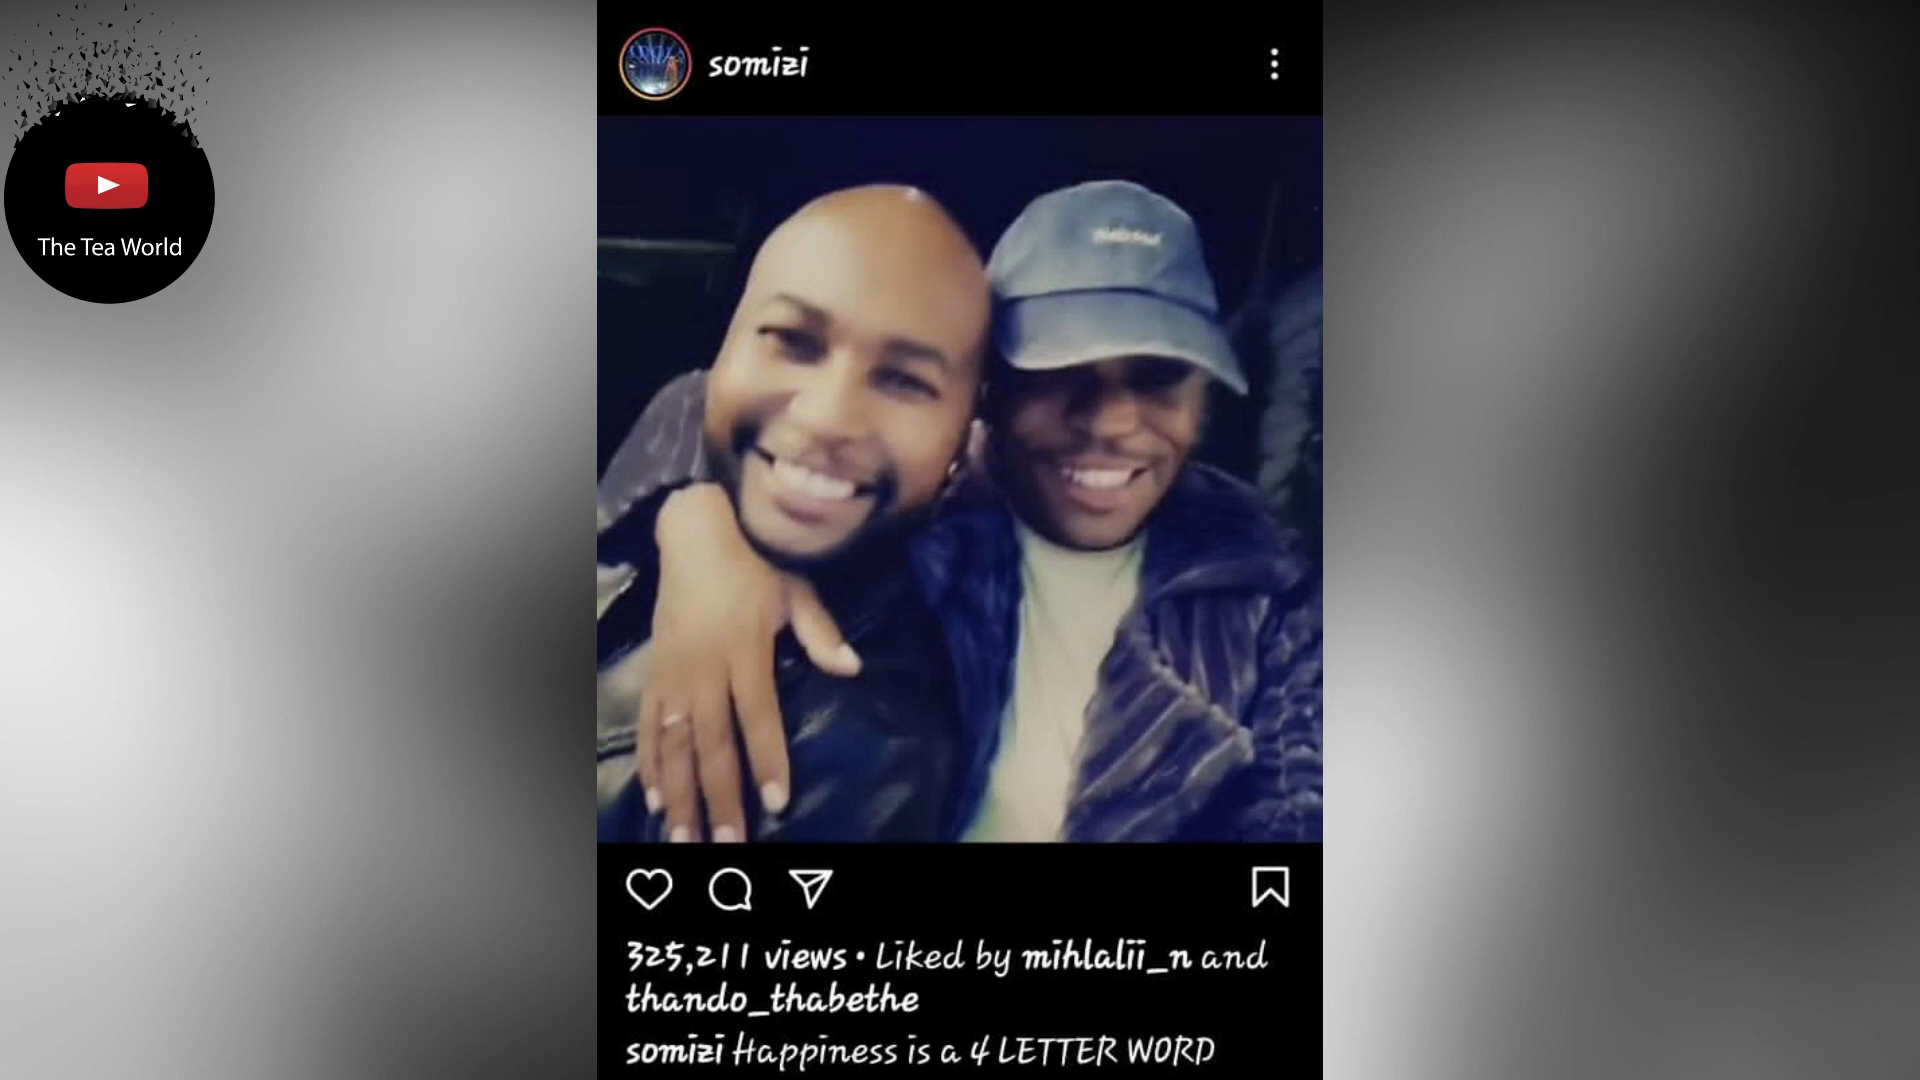 The Tea World
somizi
325,211 views • Liked by mihlalii_n and
thando_thabethe
somizi Happiness is a 4 LETTER WORD